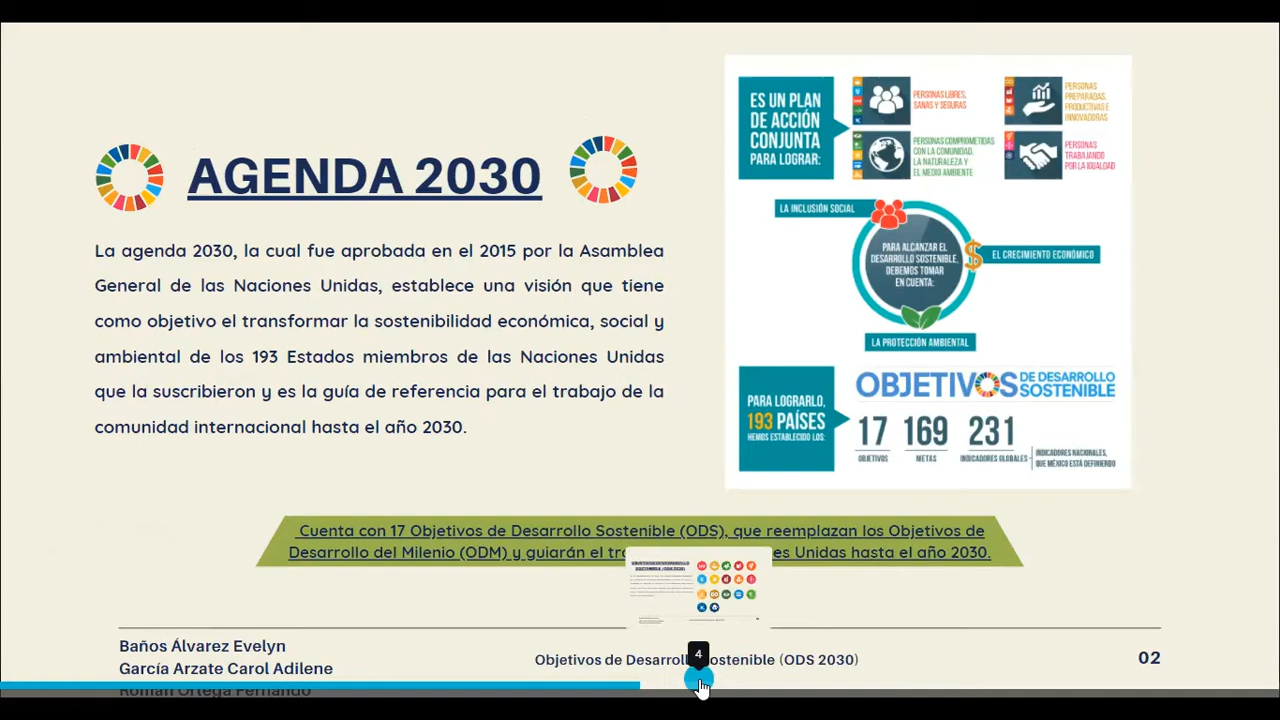 AGENDA 2030
La agenda 2030, la cual fue aprobada en el 2015 por la Asamblea
General de las Naciones Unidas, establece una visión que tiene
como objetivo el transformar la sostenibilidad económica, social y
ambiental de los 193 Estados miembros de las Naciones Unidas
que la suscribieron y es la guía de referencia para el trabajo de la
comunidad internacional hasta el año 2030.
ES UN PLAN
DE ACCIÓN
CONJUNTA
PARA LOGRAR:
PERSONAS LIBRES,
SANAS Y SEGURAS
PERSONAS
PREPARADAS,
PRODUCTIVAS E
INNOVADORAS
PERSONAS COMPROMETIDAS
CON LA COMUNIDAD,
LA NATURALEZA Y
EL MEDIO AMBIENTE
PERSONAS
TRABAJANDO
POR LA IGUALDAD
LA INCLUSIÓN SOCIAL
PARA ALCANZAR EL
DESARROLLO SOSTENIBLE,
DEBEMOS TOMAR
EN CUENTA:
EL CRECIMIENTO ECONÓMICO
LA PROTECCIÓN AMBIENTAL
PARA LOGRARLO,
193 PAÍSES
HEMOS ESTABLECIDO LOS:
OBJETIVOS DE DESARROLLO
SOSTENIBLE
17 169 231
OBJETIVOS METAS INDICADORES GLOBALES
INDICADORES NACIONALES,
QUE MÉXICO ESTÁ DEFINIENDO
Cuenta con 17 Objetivos de Desarrollo Sostenible (ODS), que reemplazan los Objetivos de
Desarrollo del Milenio (ODM) y guiarán el es Unidas hasta el año 2030.
4
Baños Álvarez Evelyn
García Arzate Carol Adilene
Román Ortega Fernando
Objetivos de Desarrollo Sostenible (ODS 2030)
02